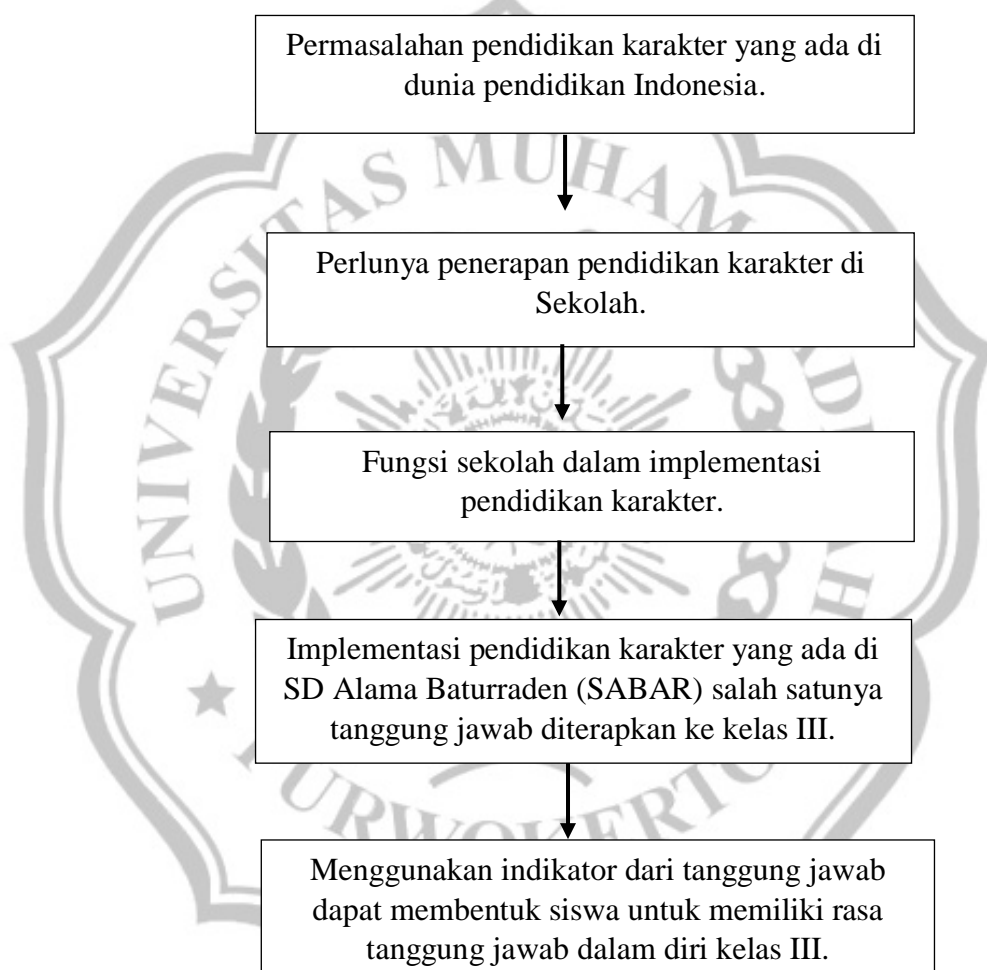 Permasalahan pendidikan karakter yang ada di
dunia pendidikan Indonesia.
Perlunya penerapan pendidikan karakter di
Sekolah.
Fungsi sekolah dalam implementasi
pendidikan karakter.
Implementasi pendidikan karakter yang ada di
SD Alama Baturraden (SABAR) salah satunya
tanggung jawab diterapkan ke kelas III.
Menggunakan indikator dari tanggung jawab
dapat membentuk siswa untuk memiliki rasa
tanggung jawab dalam diri kelas III.